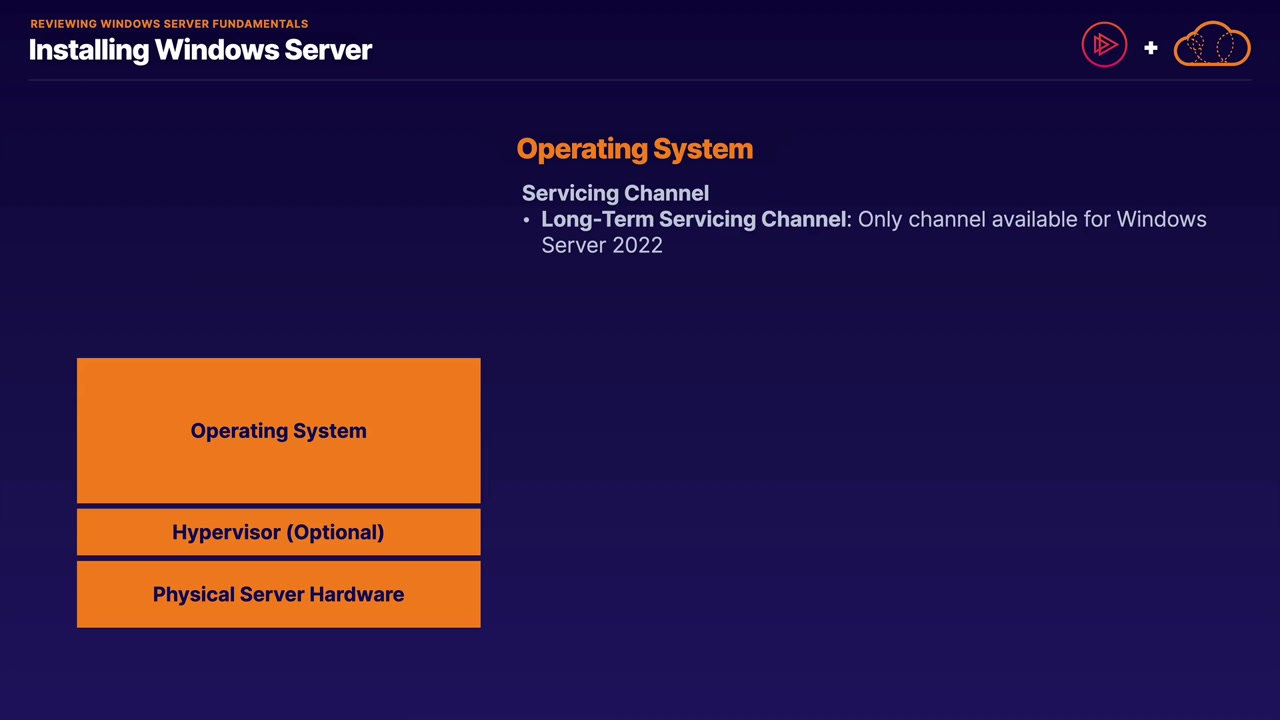 REVIEWING WINDOWS SERVER FUNDAMENTALS
Installing Windows Server
+
Operating System
Servicing Channel
• Long-Term Servicing Channel: Only channel available for Windows
Server 2022
Operating System
Hypervisor (Optional)
Physical Server Hardware